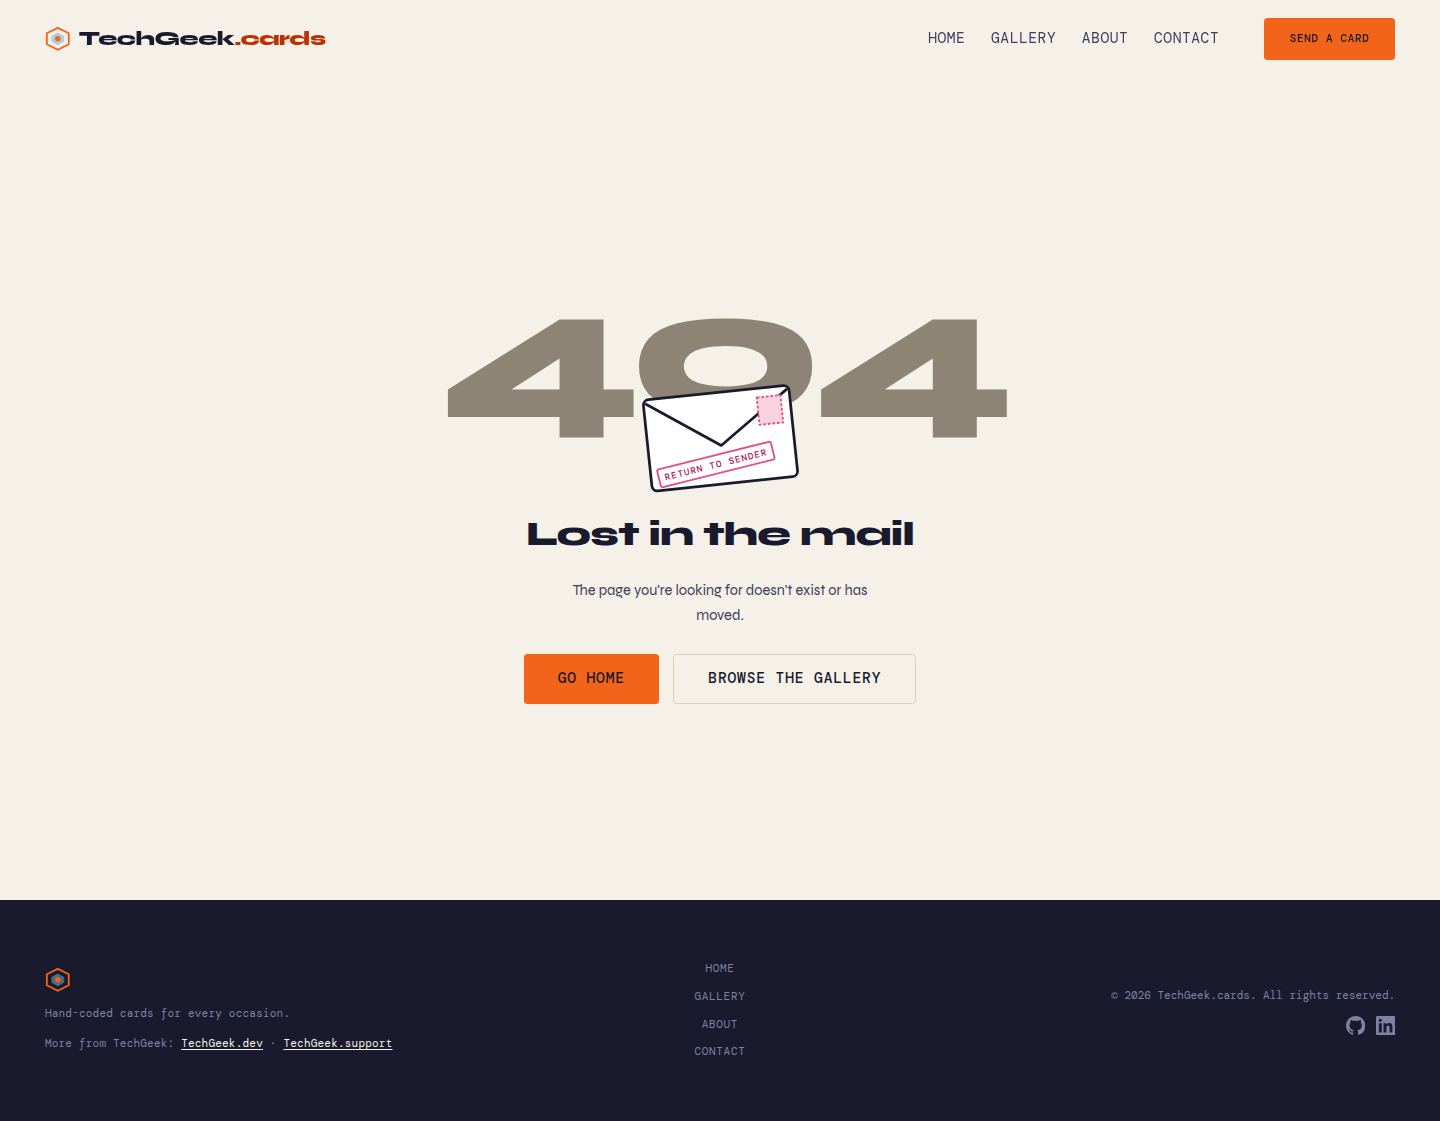 TechGeek.cards
HOME GALLERY ABOUT CONTACT SEND A CARD
404
RETURN TO SENDER
Lost in the mail
The page you're looking for doesn't exist or has
moved.
GO HOME BROWSE THE GALLERY
Hand-coded cards for every occasion.
More from TechGeek: TechGeek.dev · TechGeek.support
HOME
GALLERY
ABOUT
CONTACT
© 2026 TechGeek.cards. All rights reserved.
in